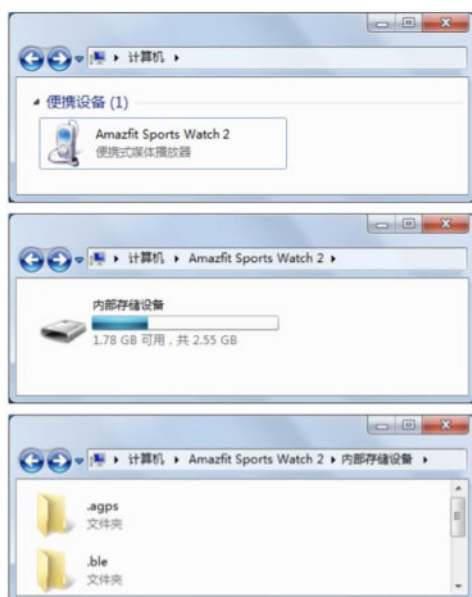 计算机
便携设备 (1)
Amazfit Sports Watch 2
便携式媒体播放器
计算机 Amazfit Sports Watch 2
内部存储设备
1.78 GB 可用，共 2.55 GB
计算机 Amazfit Sports Watch 2 内部存储设备
.agps
文件夹
.ble
文件夹